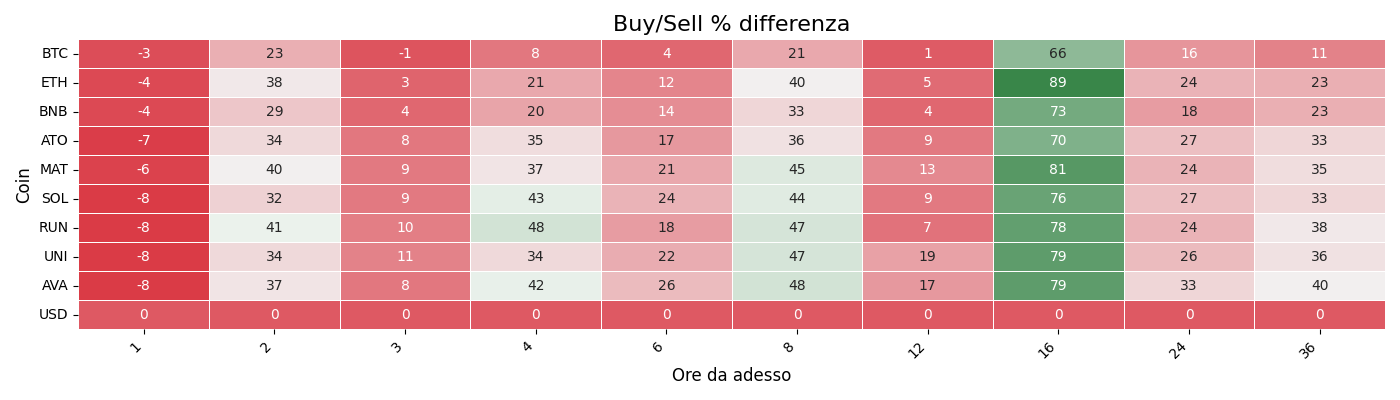 Buy/Sell % differenza
Coin
BTC -3 23 -1 8 4 21 1 66 16 11
ETH -4 38 3 21 12 40 5 89 24 23
BNB -4 29 4 20 14 33 4 73 18 23
ATO -7 34 8 35 17 36 9 70 27 33
MAT -6 40 9 37 21 45 13 81 24 35
SOL -8 32 9 43 24 44 9 76 27 33
RUN -8 41 10 48 18 47 7 78 24 38
UNI -8 34 11 34 22 47 19 79 26 36
AVA -8 37 8 42 26 48 17 79 33 40
USD 0 0 0 0 0 0 0 0 0 0
1 2 3 4 6 8 12 16 24 36
Ore da adesso